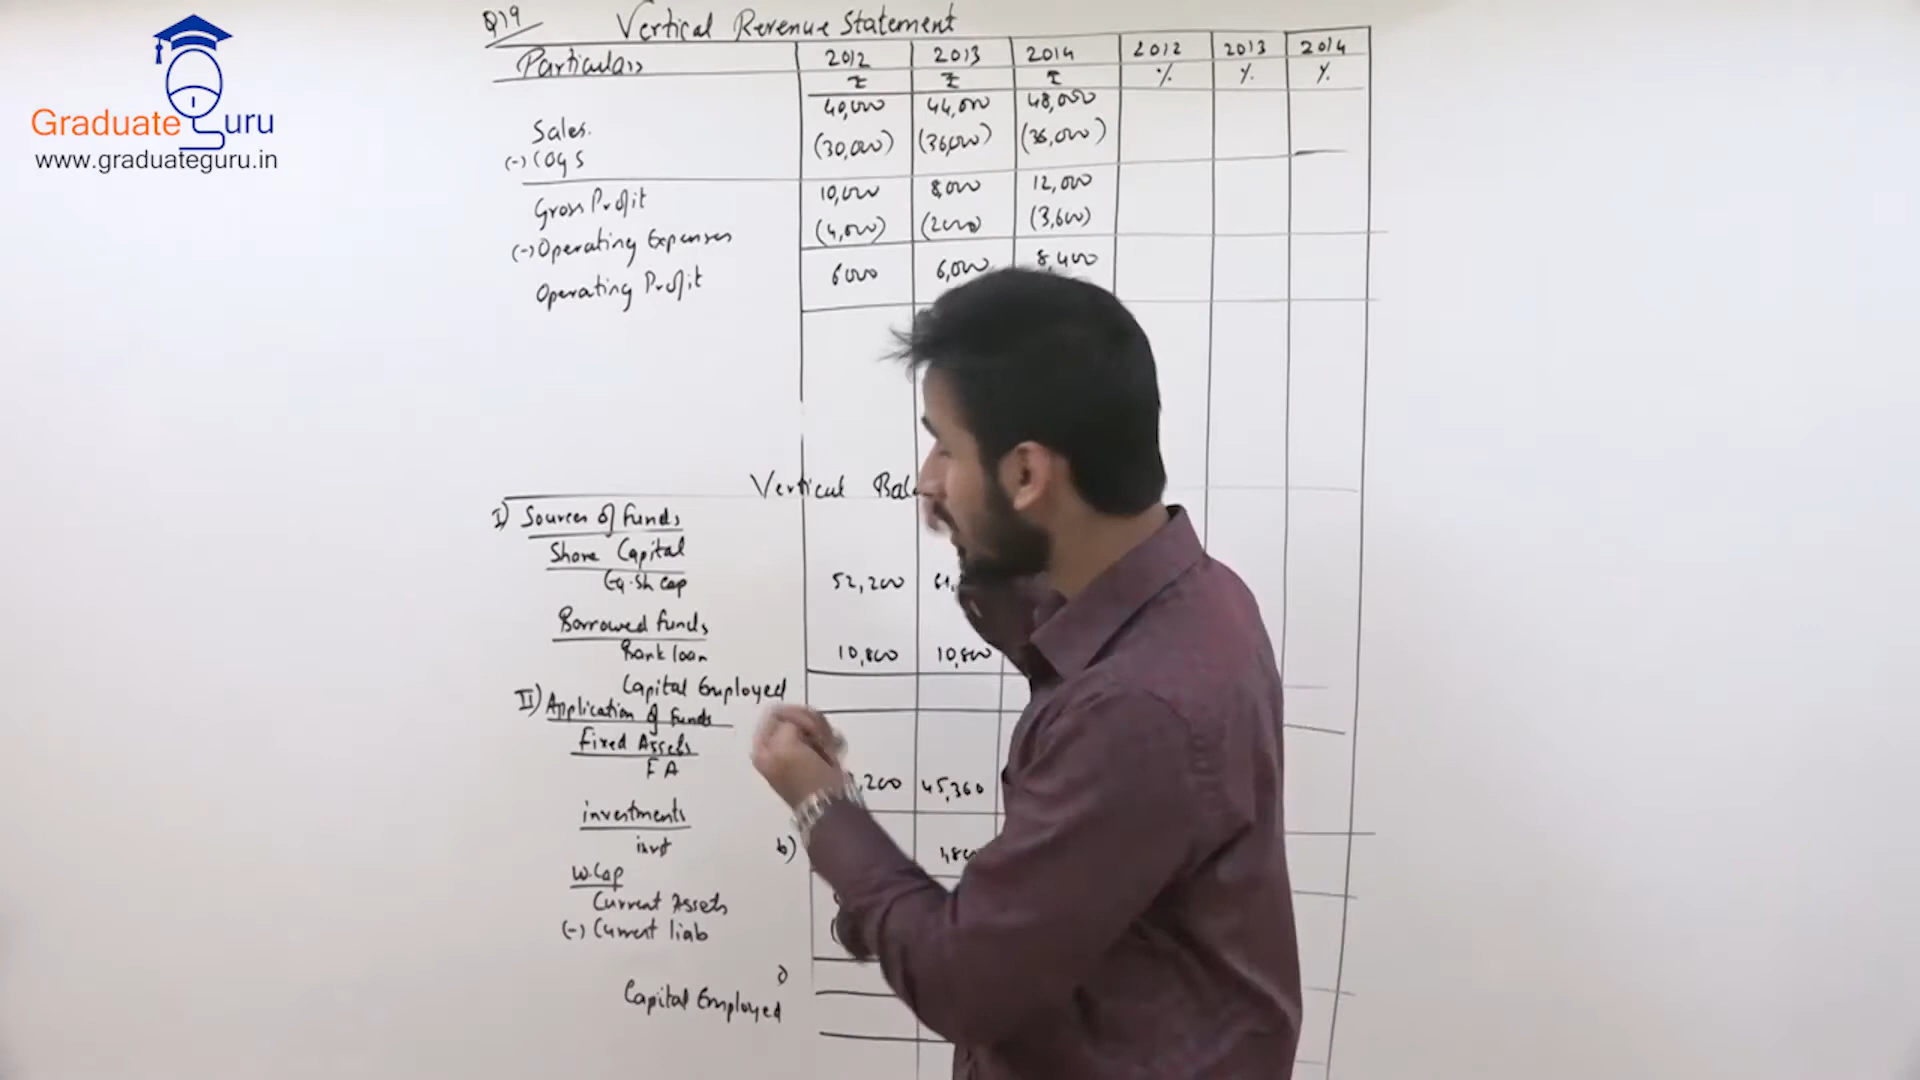 Graduate Guru
www.graduateguru.in
Q19 Vertical Revenue Statement
Particulars 2012 2013 2014 2012 2013 2014
₹ ₹ ₹ % % %
Sales. 40,000 44,000 48,000
(-) COGS (30,000) (36,000) (36,000)
Gross Profit 10,000 8,000 12,000
(-) Operating Expenses (4,000) (2000) (3,600)
Operating Profit 6000 6,000 8,400
Vertical
I) Sources of Funds
Share Capital
Eq. Sh cap 52,200
Borrowed Funds
Bank loan 10,800 10,800
Capital Employed
II) Application of Funds
Fixed Assets
FA 45,360
investments
invt b)
W.Cap
Current Assets
(-) Current liab
Capital Employed